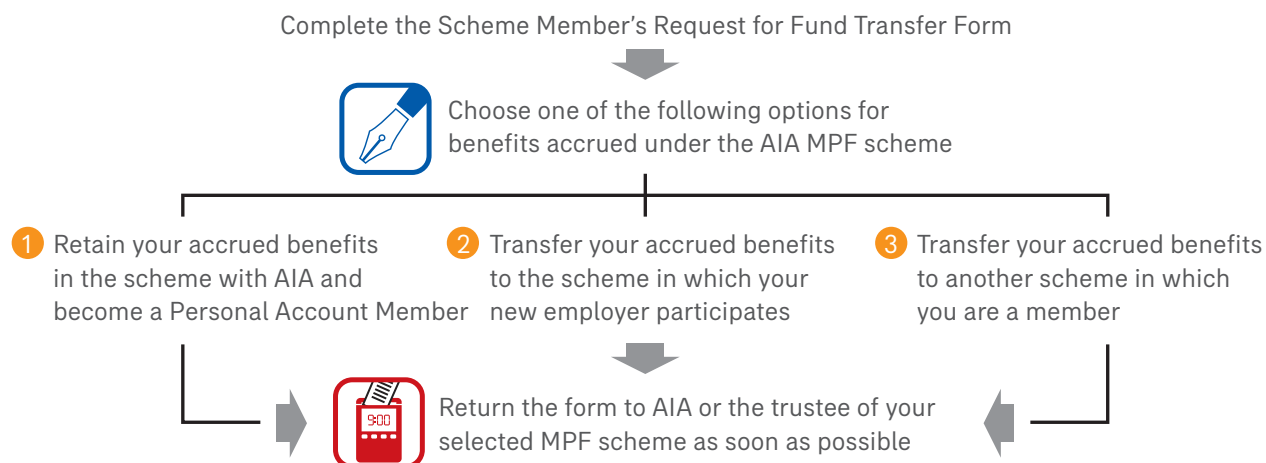 Complete the Scheme Member’s Request for Fund Transfer Form
Choose one of the following options for
benefits accrued under the AIA MPF scheme
1 Retain your accrued benefits
in the scheme with AIA and
become a Personal Account Member
2 Transfer your accrued benefits
to the scheme in which your
new employer participates
3 Transfer your accrued benefits
to another scheme in which
you are a member
9:00
Return the form to AIA or the trustee of your
selected MPF scheme as soon as possible